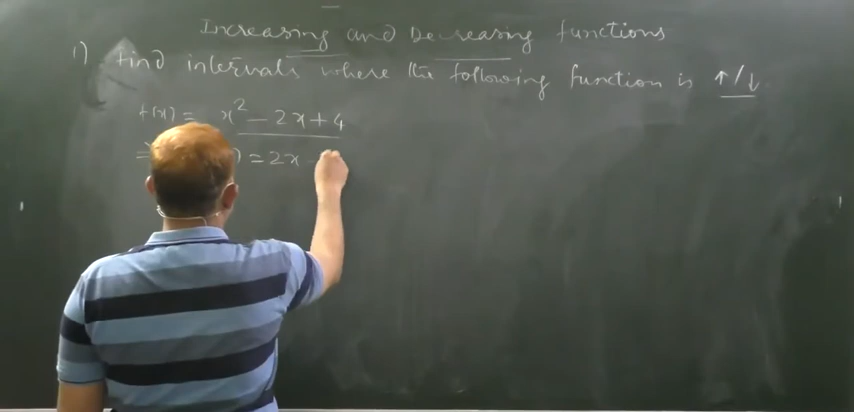 Increasing and Decreasing functions
1) Find intervals where the following function is ↑/↓.
f(x) = x² - 2x + 4
) = 2x -